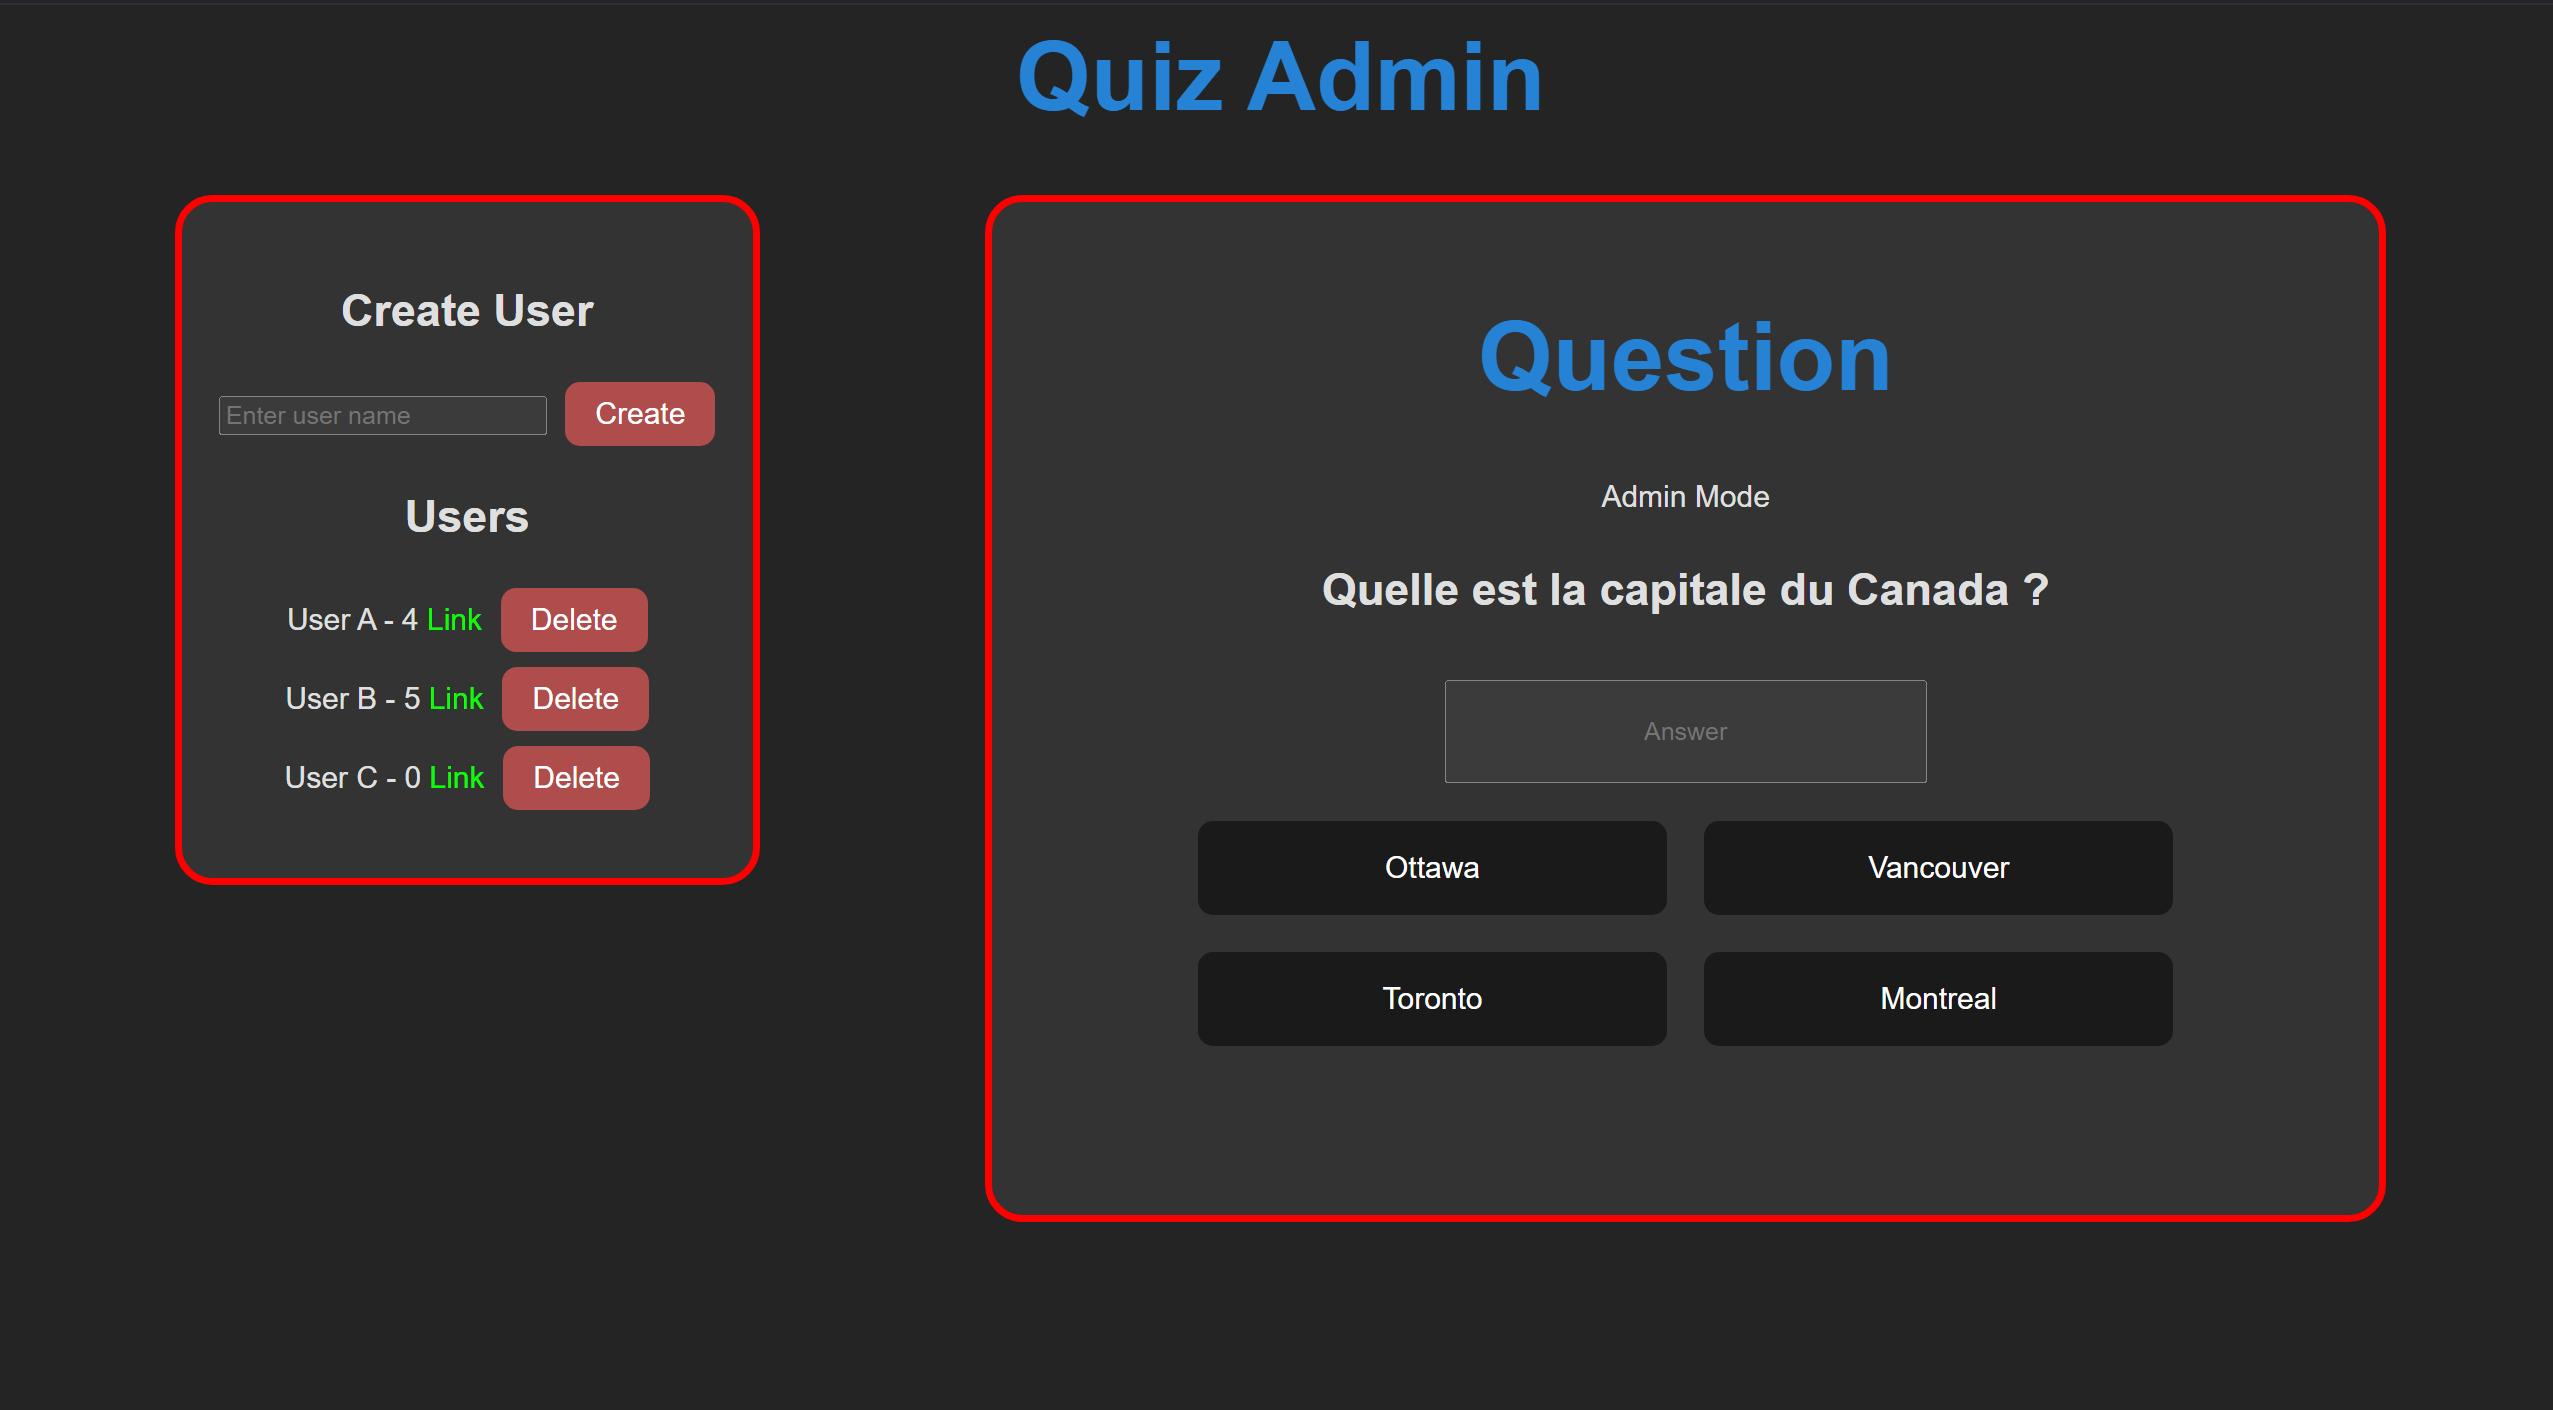 Quiz Admin
Create User
Enter user name
Create
Users
User A - 4 Link
Delete
User B - 5 Link
Delete
User C - 0 Link
Delete
Question
Admin Mode
Quelle est la capitale du Canada ?
Answer
Ottawa
Vancouver
Toronto
Montreal